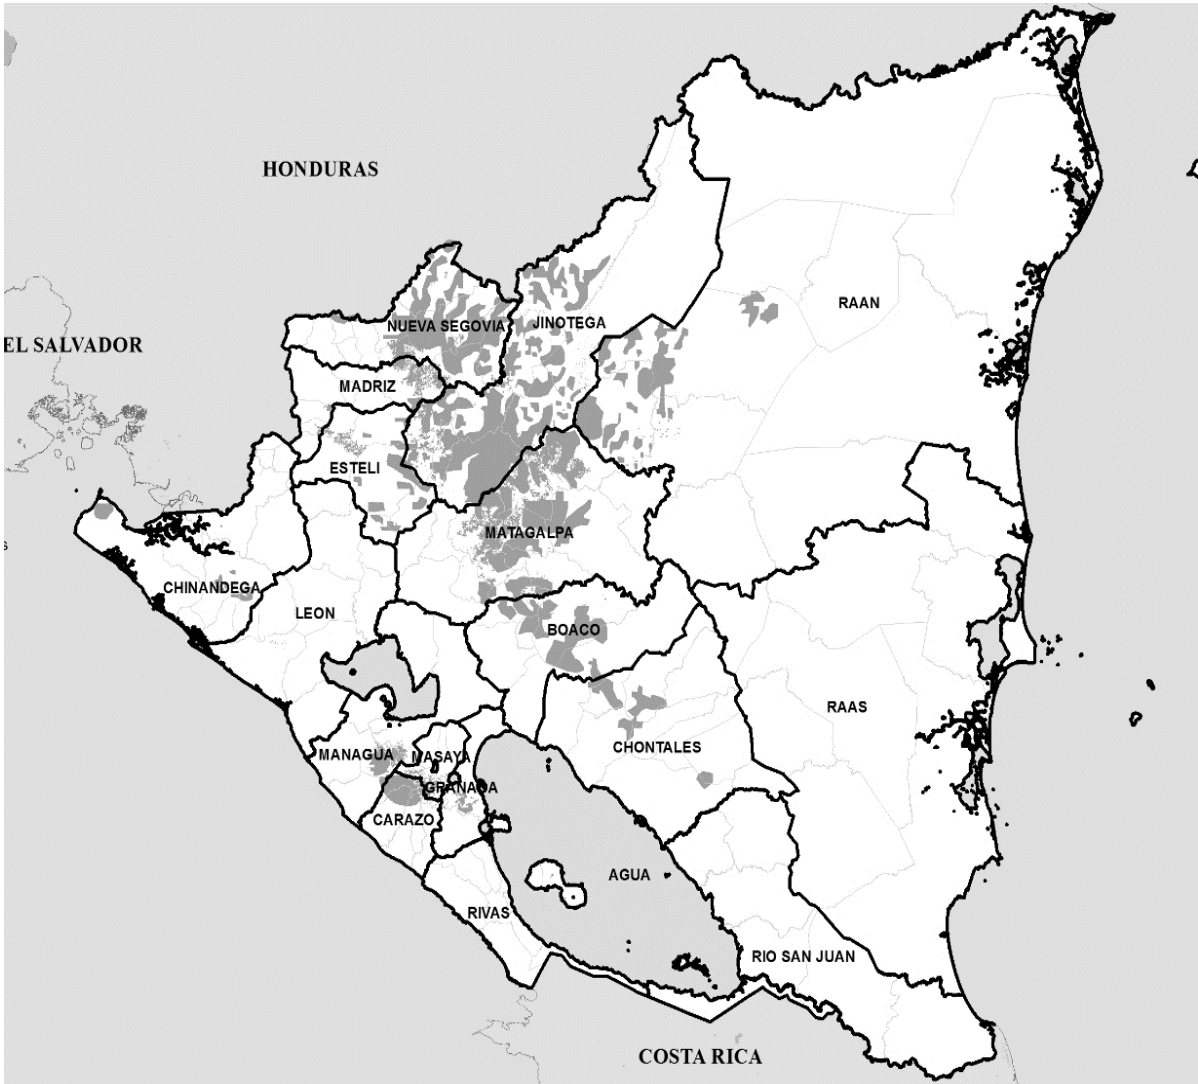 HONDURAS
RAAN
NUEVA SEGOVIA
JINOTEGA
EL SALVADOR
MADRIZ
ESTELI
MATAGALPA
S
CHINANDEGA
LEON
BOACO
RAAS
CHONTALES
MANAGUA
MASAYA
GRANADA
CARAZO
AGUA
RIVAS
RIO SAN JUAN
COSTA RICA